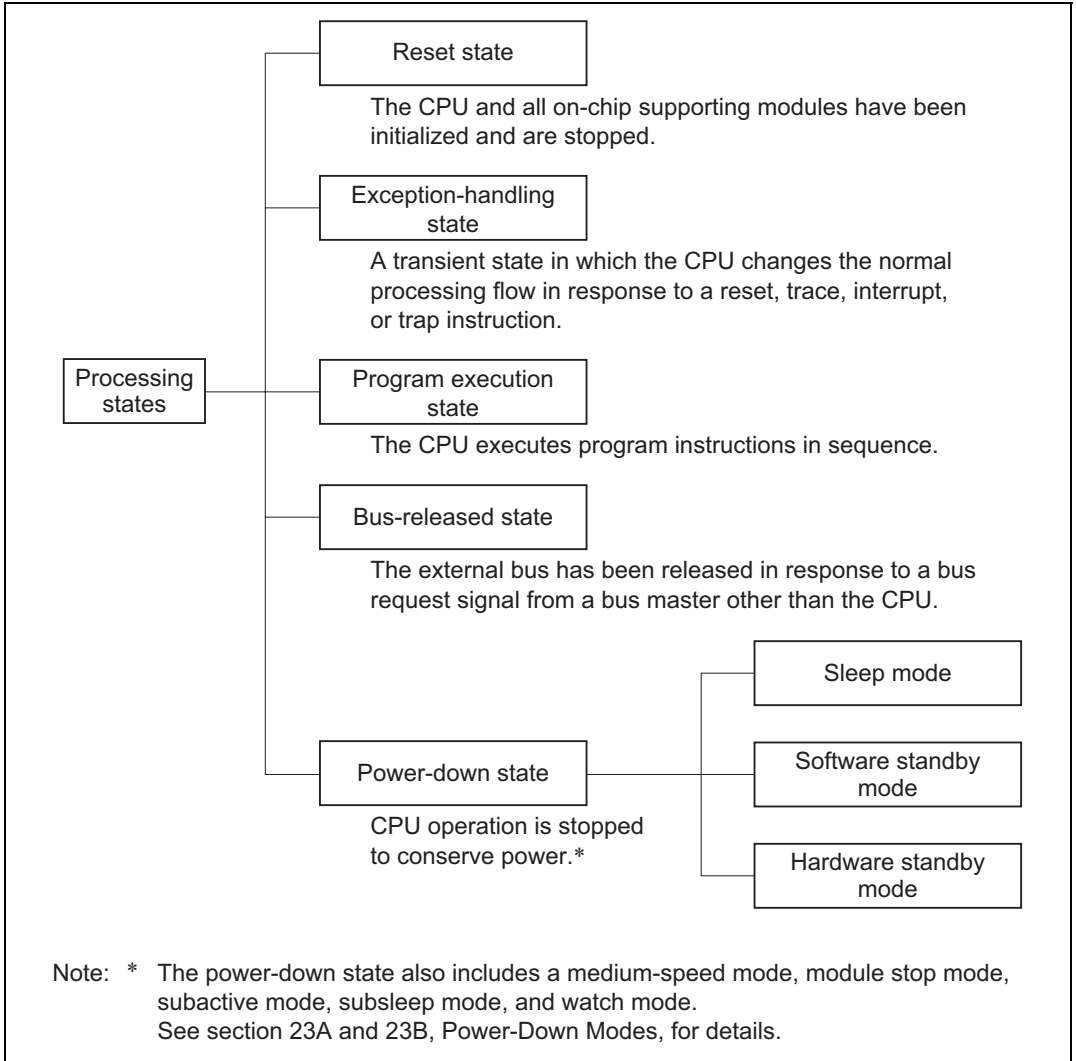 Reset state
The CPU and all on-chip supporting modules have been
initialized and are stopped.
Exception-handling
state
A transient state in which the CPU changes the normal
processing flow in response to a reset, trace, interrupt,
or trap instruction.
Processing
states
Program execution
state
The CPU executes program instructions in sequence.
Bus-released state
The external bus has been released in response to a bus
request signal from a bus master other than the CPU.
Sleep mode
Power-down state
Software standby
mode
CPU operation is stopped
to conserve power.*
Hardware standby
mode
Note: * The power-down state also includes a medium-speed mode, module stop mode,
subactive mode, subsleep mode, and watch mode.
See section 23A and 23B, Power-Down Modes, for details.